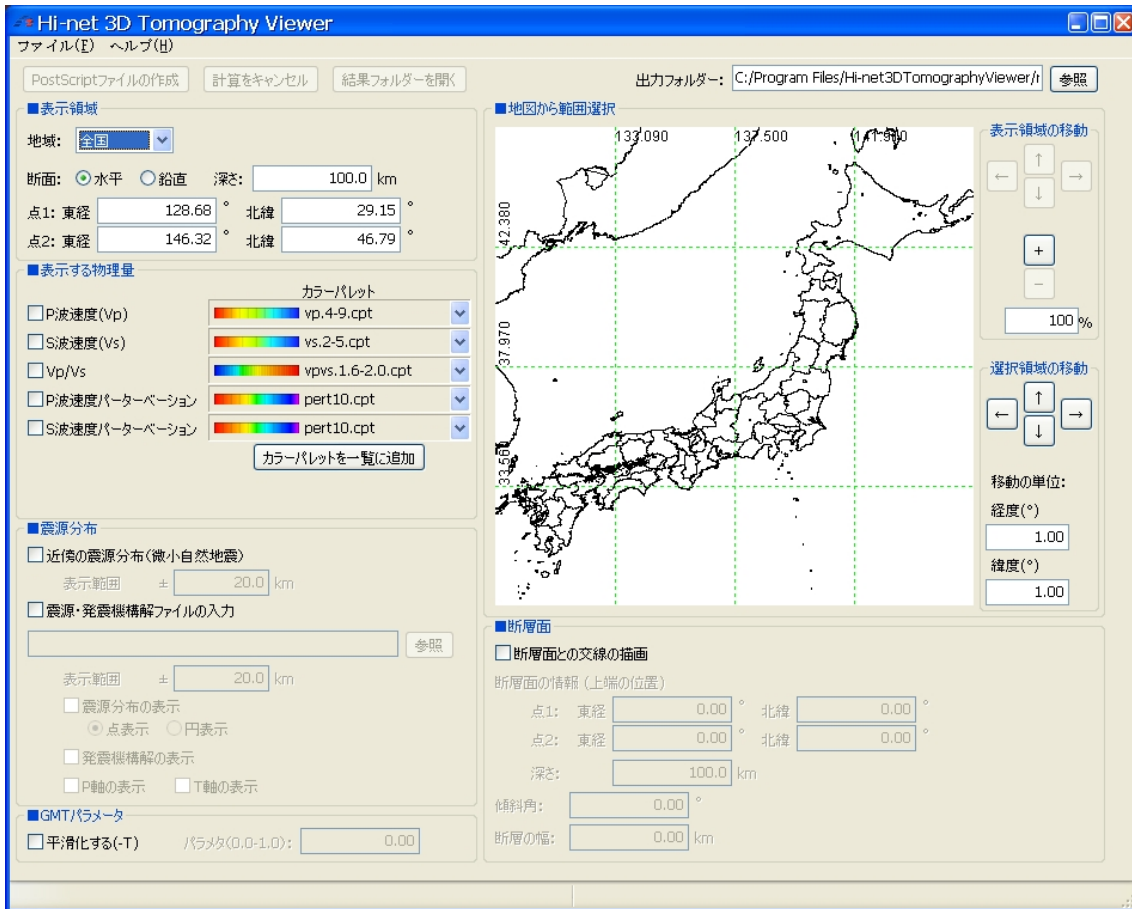 Hi-net 3D Tomography Viewer
ファイル(F) ヘルプ(H)
PostScriptファイルの作成 計算をキャンセル 結果フォルダーを開く 出力フォルダー: C:/Program Files/Hi-net3DTomographyViewer/r 参照
■表示領域
地域: 全国
断面: 水平 鉛直 深さ: 100.0 km
点1: 東経 128.68 ° 北緯 29.15 °
点2: 東経 146.32 ° 北緯 46.79 °
■表示する物理量
カラーパレット
P波速度(Vp) vp.4-9.cpt
S波速度(Vs) vs.2-5.cpt
Vp/Vs vpvs.1.6-2.0.cpt
P波速度パーターベーション pert10.cpt
S波速度パーターベーション pert10.cpt
カラーパレットを一覧に追加
■震源分布
近傍の震源分布(微小自然地震)
表示範囲 ± 20.0 km
震源・発震機構解ファイルの入力
参照
表示範囲 ± 20.0 km
震源分布の表示
点表示 円表示
発震機構解の表示
P軸の表示 T軸の表示
■GMTパラメータ
平滑化する(-T) パラメタ(0.0-1.0): 0.00
■地図から範囲選択
133.090 137.500 141.900
42.380
37.970
33.560
表示領域の移動
← ↑ ↓ →
+
-
100 %
選択領域の移動
← ↑ ↓ →
移動の単位:
経度(°)
1.00
緯度(°)
1.00
■断層面
断層面との交線の描画
断層面の情報 (上端の位置)
点1: 東経 0.00 ° 北緯 0.00 °
点2: 東経 0.00 ° 北緯 0.00 °
深さ: 100.0 km
傾斜角: 0.00 °
断層の幅: 0.00 km